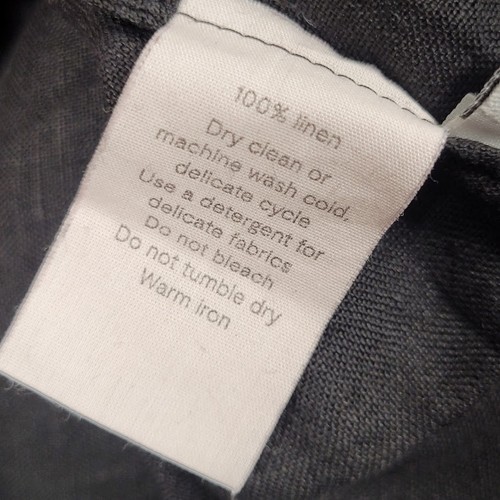 100% linen
Dry clean or
machine wash cold,
delicate cycle
Use a detergent for
delicate fabrics
Do not bleach
Do not tumble dry
Warm iron